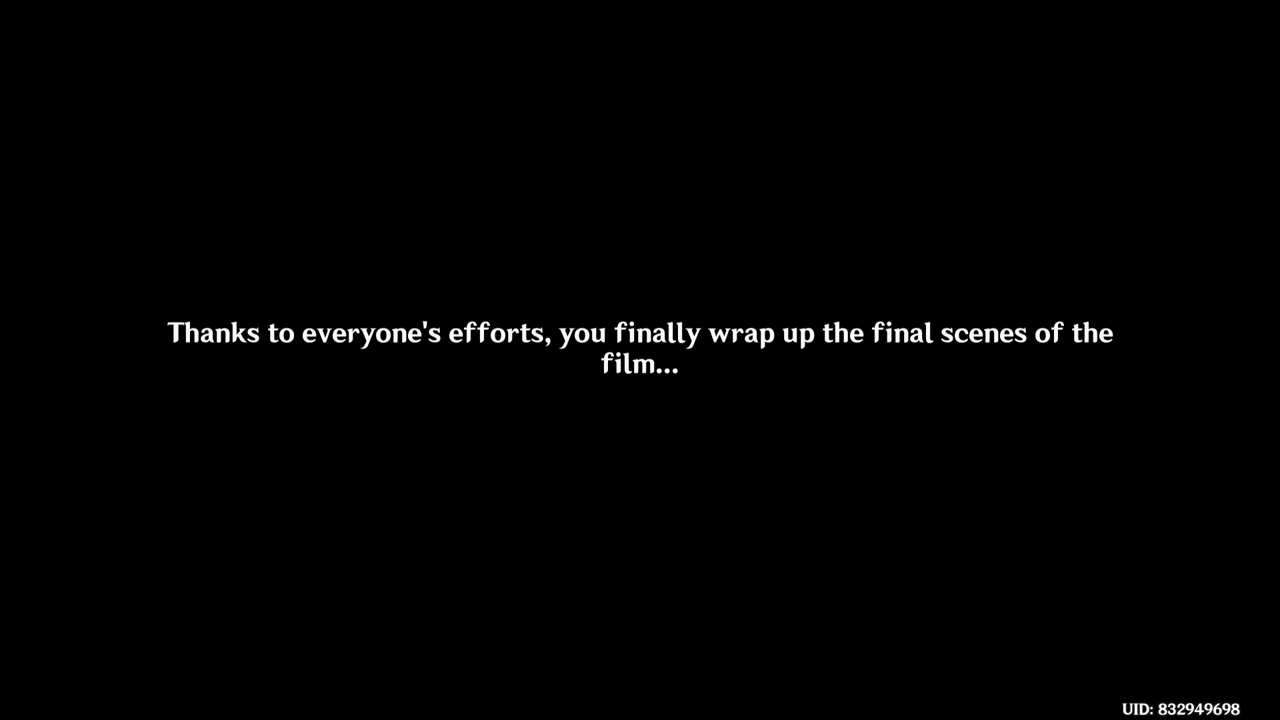 Thanks to everyone's efforts, you finally wrap up the final scenes of the
film...
UID: 832949698